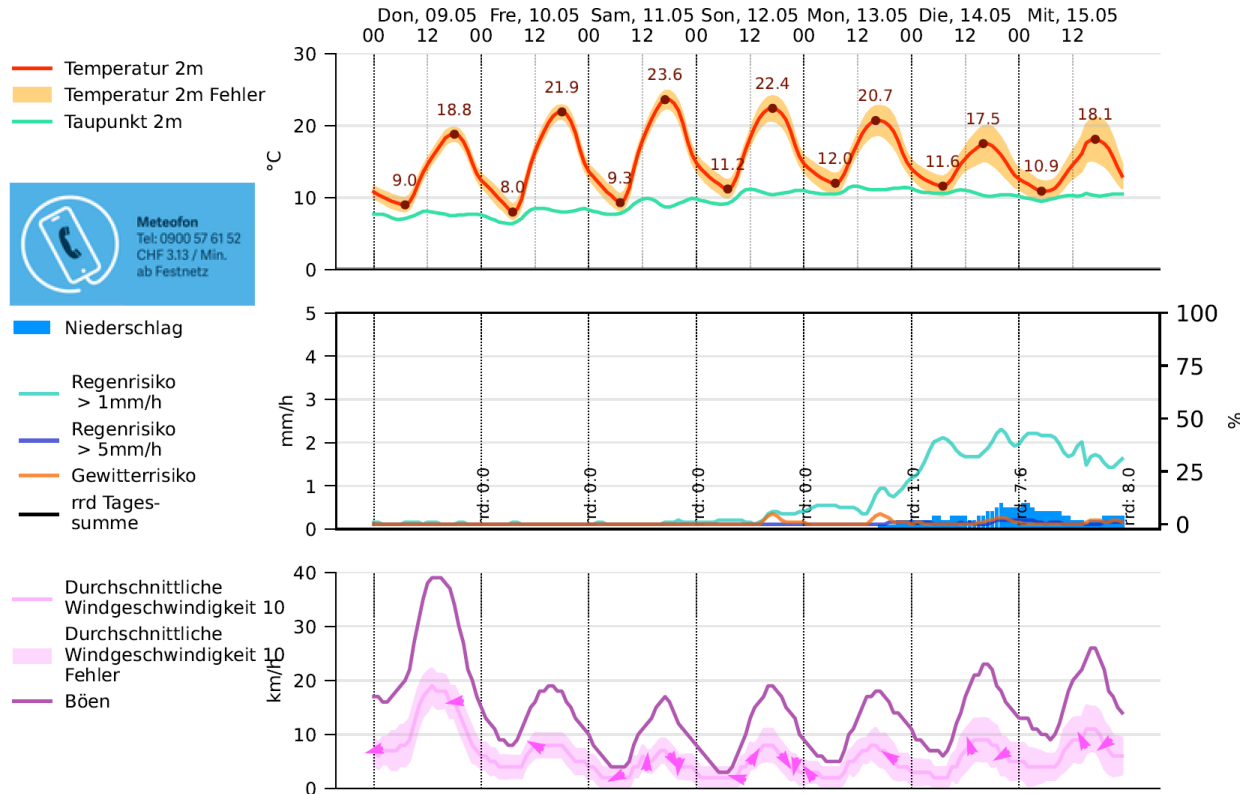 Don, 09.05 Fre, 10.05 Sam, 11.05 Son, 12.05 Mon, 13.05 Die, 14.05 Mit, 15.05
00 12 00 12 00 12 00 12 00 12 00 12 00 12
Temperatur 2m
Temperatur 2m Fehler
Taupunkt 2m
30
20
10
0
°C
9.0 18.8 8.0 21.9 9.3 23.6 11.2 22.4 12.0 20.7 11.6 17.5 10.9 18.1
Meteofon
Tel: 0900 57 61 52
CHF 3.13 / Min.
ab Festnetz
Niederschlag
Regenrisiko
> 1mm/h
Regenrisiko
> 5mm/h
Gewitterrisiko
rrd Tages-
summe
5
4
3
2
1
0
mm/h
rrd: 0.0
rrd: 0.0
rrd: 0.0
rrd: 0.0
rrd: 1.0
rrd: 7.6
rrd: 8.0
100
75
50
25
0
%
Durchschnittliche
Windgeschwindigkeit 10
Durchschnittliche
Windgeschwindigkeit 10
Fehler
Böen
40
30
20
10
0
km/h